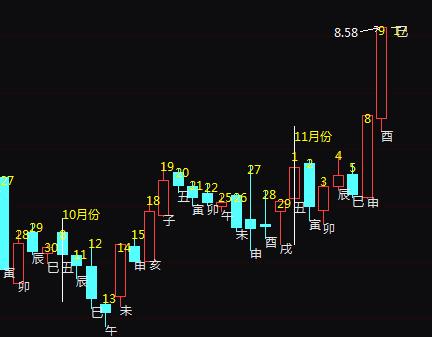 8.58
9
17
巳
8
酉
11月份
1
2
3
4
5
丑
寅
卯
辰
巳
申
27
28
29
戌
酉
申
19
20
21
22
25
26
18
子
丑
寅
卯
午
未
10月份
27
28
29
30
9
11
12
13
14
15
寅
卯
辰
巳
丑
辰
巳
午
未
申
亥